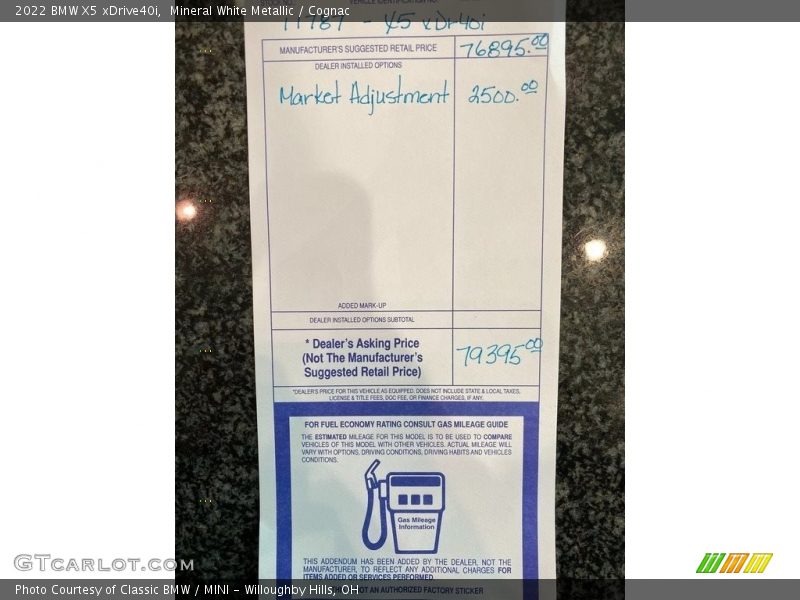 2022 BMW X5 xDrive40i, Mineral White Metallic / Cognac
11787 - X5 xDr40i
MANUFACTURER'S SUGGESTED RETAIL PRICE 76895.00
DEALER INSTALLED OPTIONS
Market Adjustment 2500.00
ADDED MARK-UP
DEALER INSTALLED OPTIONS SUBTOTAL
* Dealer's Asking Price
(Not The Manufacturer's
Suggested Retail Price)
79395.00
*DEALER'S PRICE FOR THIS VEHICLE AS EQUIPPED. DOES NOT INCLUDE STATE & LOCAL TAXES,
LICENSE & TITLE FEES, DOC FEE, OR FINANCE CHARGES, IF ANY.
FOR FUEL ECONOMY RATING CONSULT GAS MILEAGE GUIDE
THE ESTIMATED MILEAGE FOR THIS MODEL IS TO BE USED TO COMPARE
VEHICLES OF THIS MODEL WITH OTHER VEHICLES. ACTUAL MILEAGE WILL
VARY WITH OPTIONS, DRIVING CONDITIONS, DRIVING HABITS AND VEHICLES
CONDITIONS.
Gas Mileage
Information
THIS ADDENDUM HAS BEEN ADDED BY THE DEALER, NOT THE
MANUFACTURER, TO REFLECT ANY ADDITIONAL CHARGES FOR
ITEMS ADDED OR SERVICES PERFORMED.
NOT AN AUTHORIZED FACTORY STICKER
GTCarlot.com
Photo Courtesy of Classic BMW / MINI - Willoughby Hills, OH